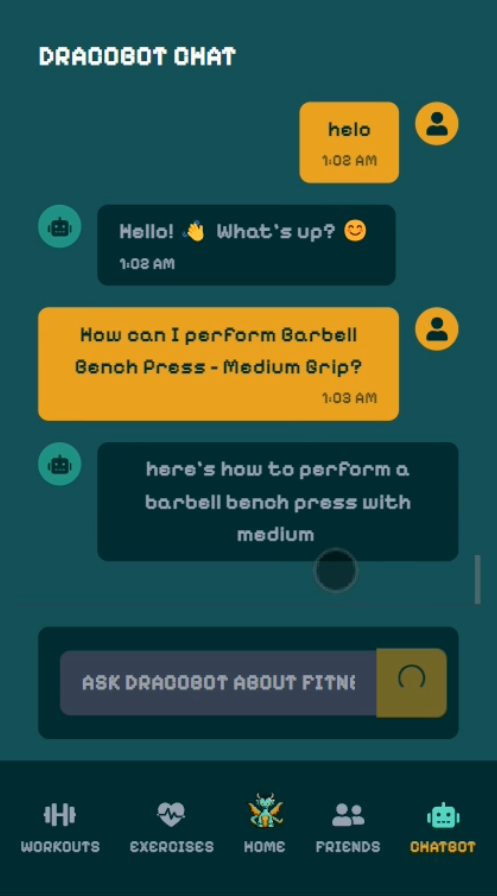 DRACOBOT CHAT
helo
1:02 AM
Hello! 👋 What's up? 😊
1:02 AM
How can I perform Barbell
Bench Press - Medium Grip?
1:03 AM
here's how to perform a
barbell bench press with
medium
ASK DRACOBOT ABOUT FITNE
WORKOUTS
EXERCISES
HOME
FRIENDS
CHATBOT